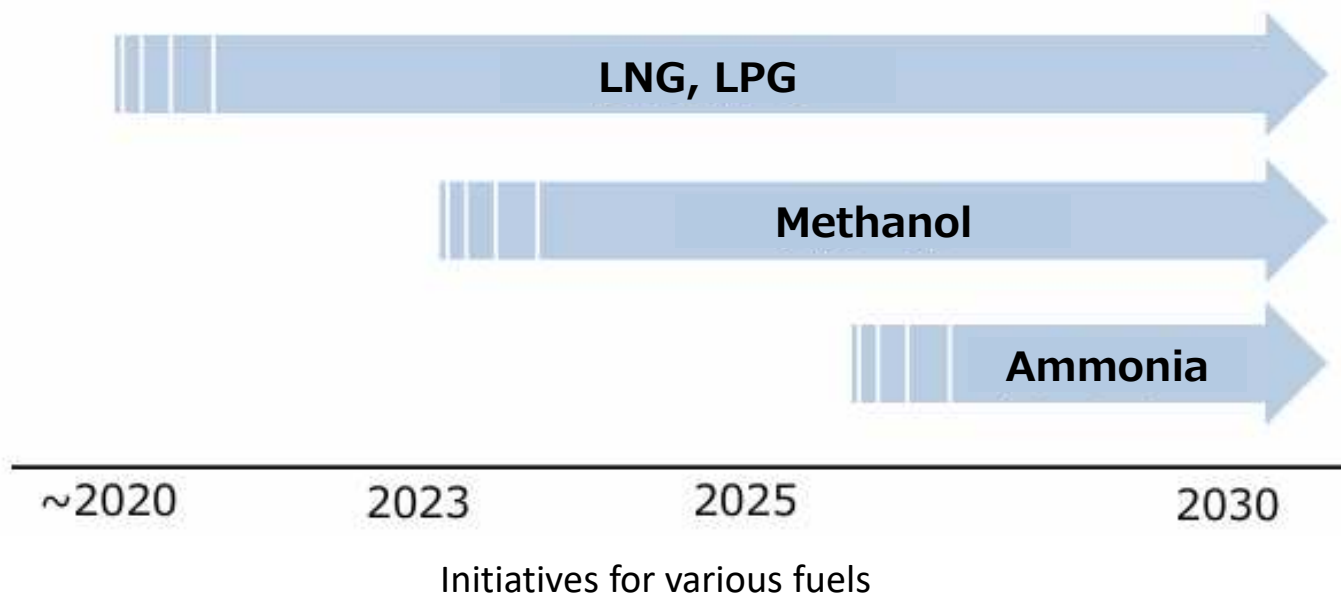 LNG, LPG
Methanol
Ammonia
~2020 2023 2025 2030
Initiatives for various fuels